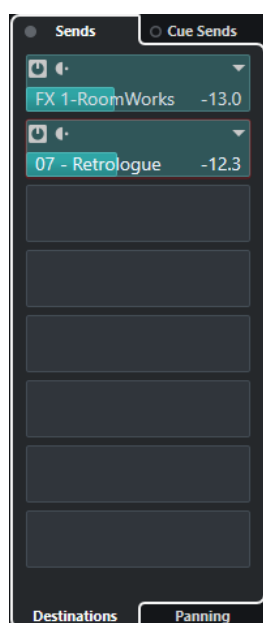 Sends Cue Sends
FX 1-RoomWorks -13.0
07 - Retrologue -12.3
Destinations Panning